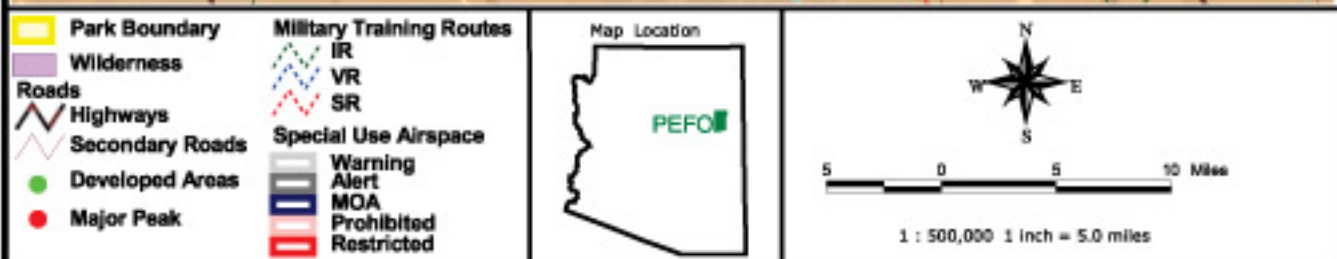 Park Boundary
Wilderness
Roads
Highways
Secondary Roads
Developed Areas
Major Peak
Military Training Routes
IR
VR
SR
Special Use Airspace
Warning
Alert
MOA
Prohibited
Restricted
Map Location
PEFO
N
W E
S
5 0 5 10 Miles
1 : 500,000 1 inch = 5.0 miles